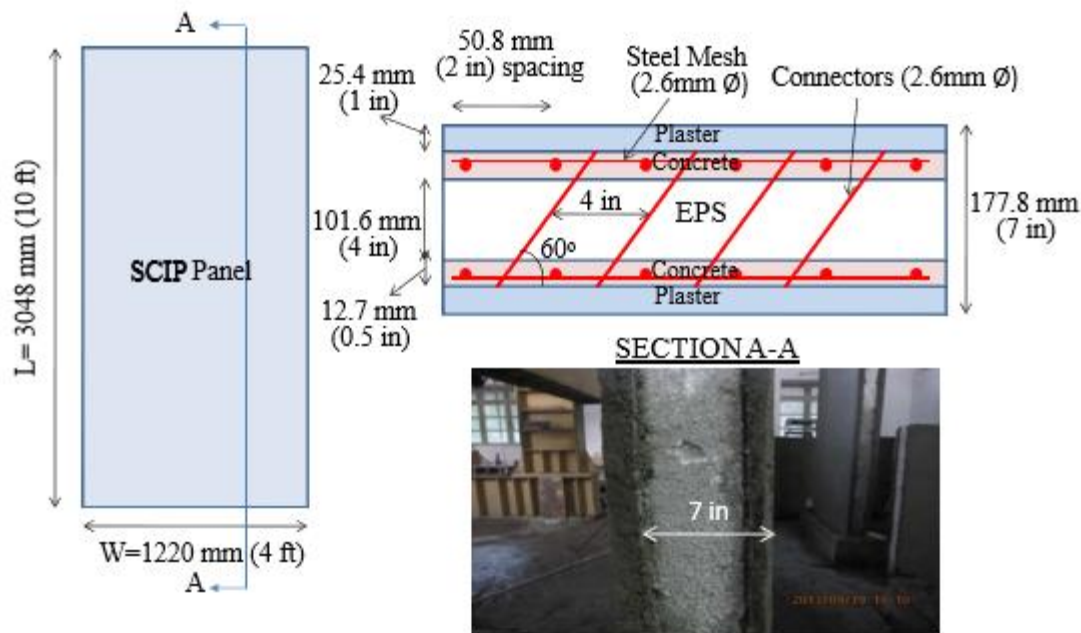 A
L= 3048 mm (10 ft)
SCIP Panel
W=1220 mm (4 ft)
A
50.8 mm
(2 in) spacing
Steel Mesh
(2.6mm Ø)
Connectors (2.6mm Ø)
25.4 mm
(1 in)
Plaster
Concrete
101.6 mm
(4 in)
4 in
EPS
177.8 mm
(7 in)
60º
Concrete
Plaster
12.7 mm
(0.5 in)
SECTION A-A
7 in